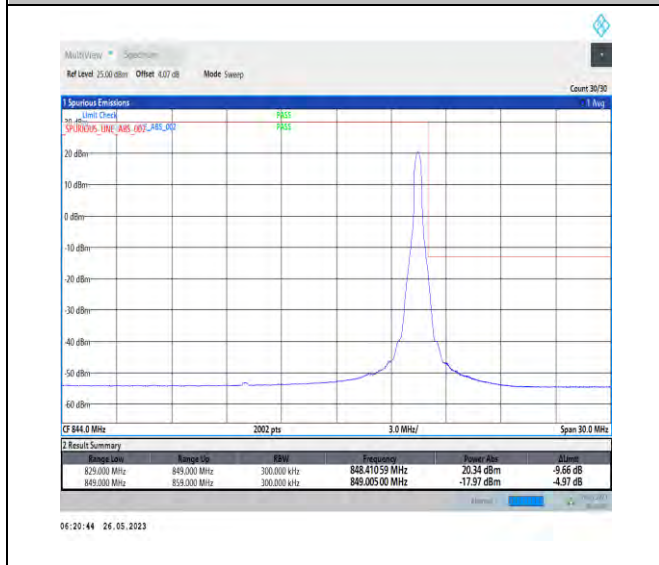 MultiView Spectrum
Ref Level 25.00 dBm Offset 4.07 dB Mode Sweep
Count 30/30
1 Spurious Emissions 1 Avg
Limit Check PASS
_SPURIOUS_LINE_ABS_002_ABS_002 PASS
20 dBm
10 dBm
0 dBm
-10 dBm
-20 dBm
-30 dBm
-40 dBm
-50 dBm
-60 dBm
CF 844.0 MHz 2002 pts 3.0 MHz/ Span 30.0 MHz
2 Result Summary
Range Low Range Up RBW Frequency Power Abs ΔLimit
829.000 MHz 849.000 MHz 300.000 kHz 848.41059 MHz 20.34 dBm -9.66 dB
849.000 MHz 859.000 MHz 300.000 kHz 849.00500 MHz -17.97 dBm -4.97 dB
06:20:44 26.05.2023